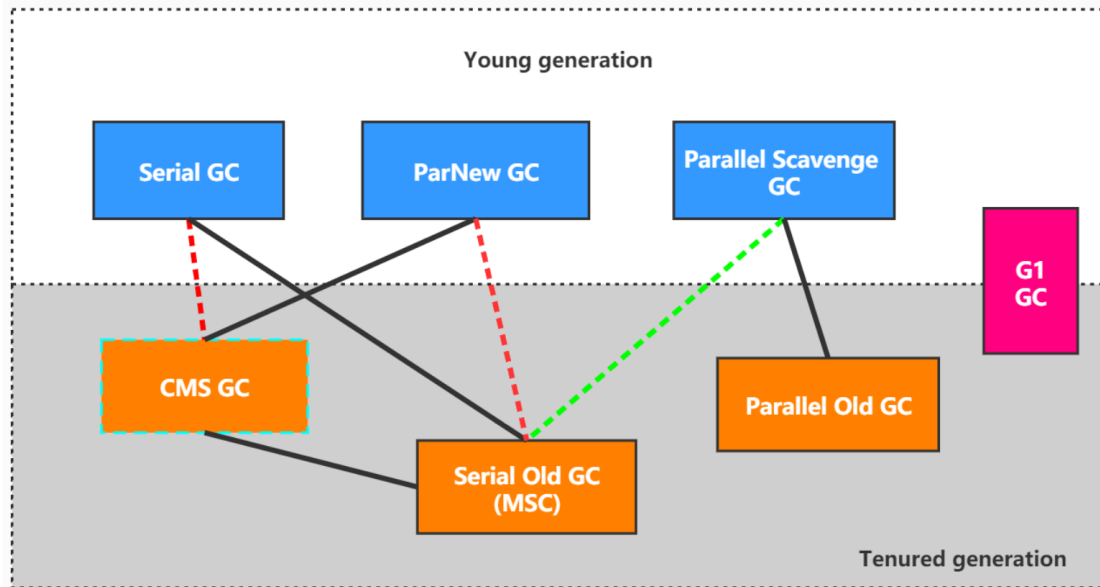 Young generation
Serial GC
ParNew GC
Parallel Scavenge
GC
G1
GC
CMS GC
Parallel Old GC
Serial Old GC
(MSC)
Tenured generation